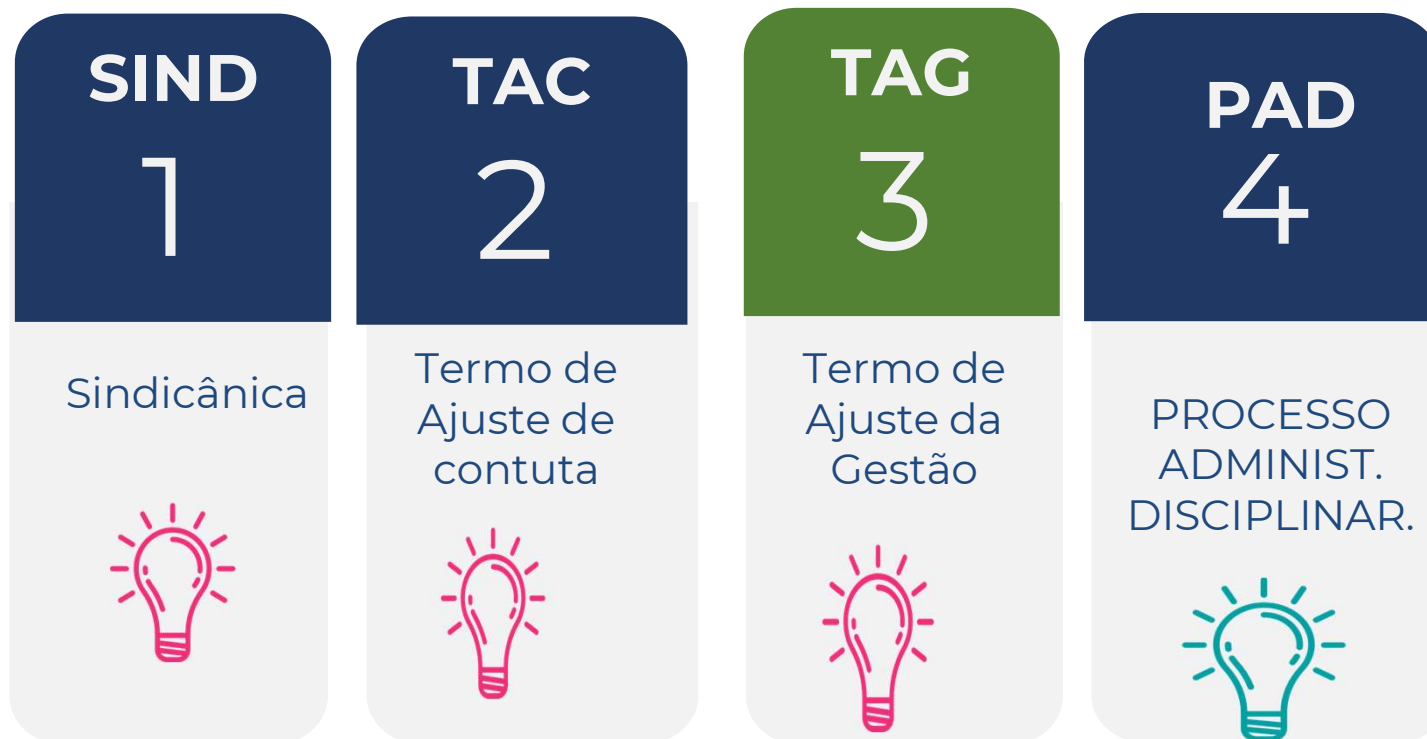 SIND
1
Sindicânica
TAC
2
Termo de
Ajuste de
contuta
TAG
3
Termo de
Ajuste da
Gestão
PAD
4
PROCESSO
ADMINIST.
DISCIPLINAR.